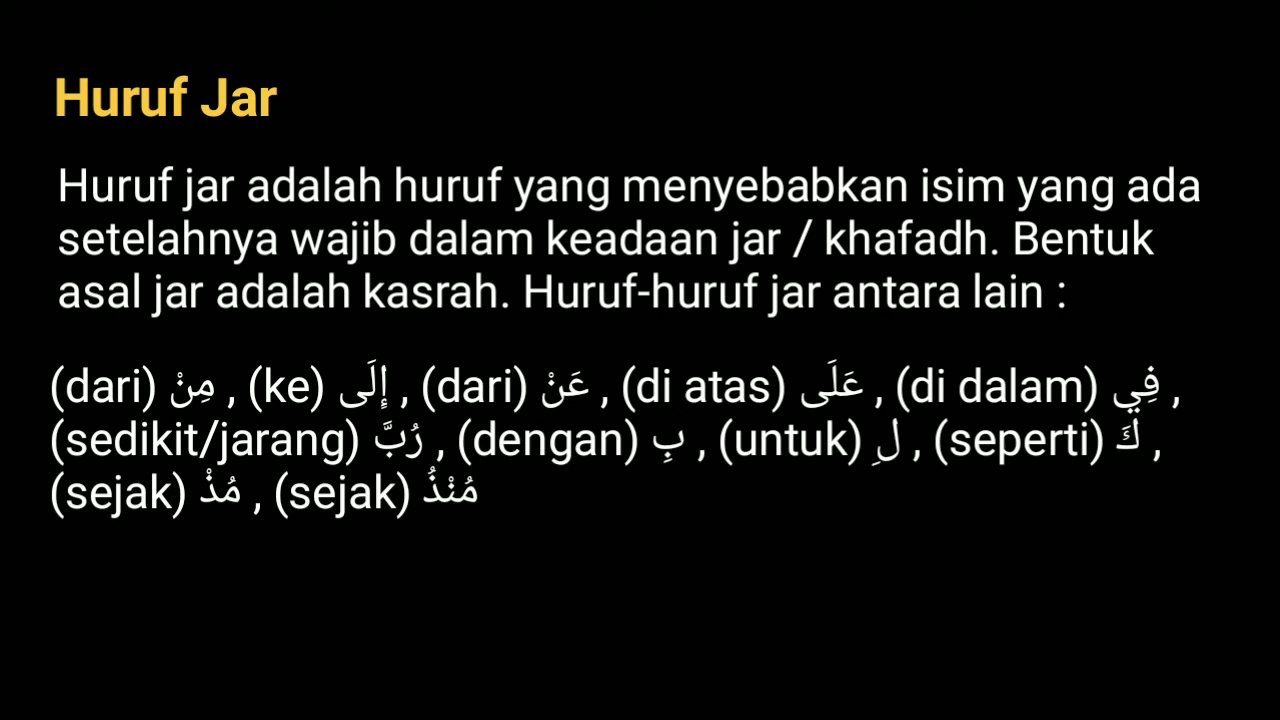 Huruf Jar
Huruf jar adalah huruf yang menyebabkan isim yang ada
setelahnya wajib dalam keadaan jar / khafadh. Bentuk
asal jar adalah kasrah. Huruf-huruf jar antara lain :
(dari) مِنْ , (ke) إِلَى , (dari) عَنْ , (di atas) عَلَى , (di dalam) فِي ,
(sedikit/jarang) رُبَّ , (dengan) بِ , (untuk) لِ , (seperti) كَ ,
(sejak) مُذْ , (sejak) مُنْذُ